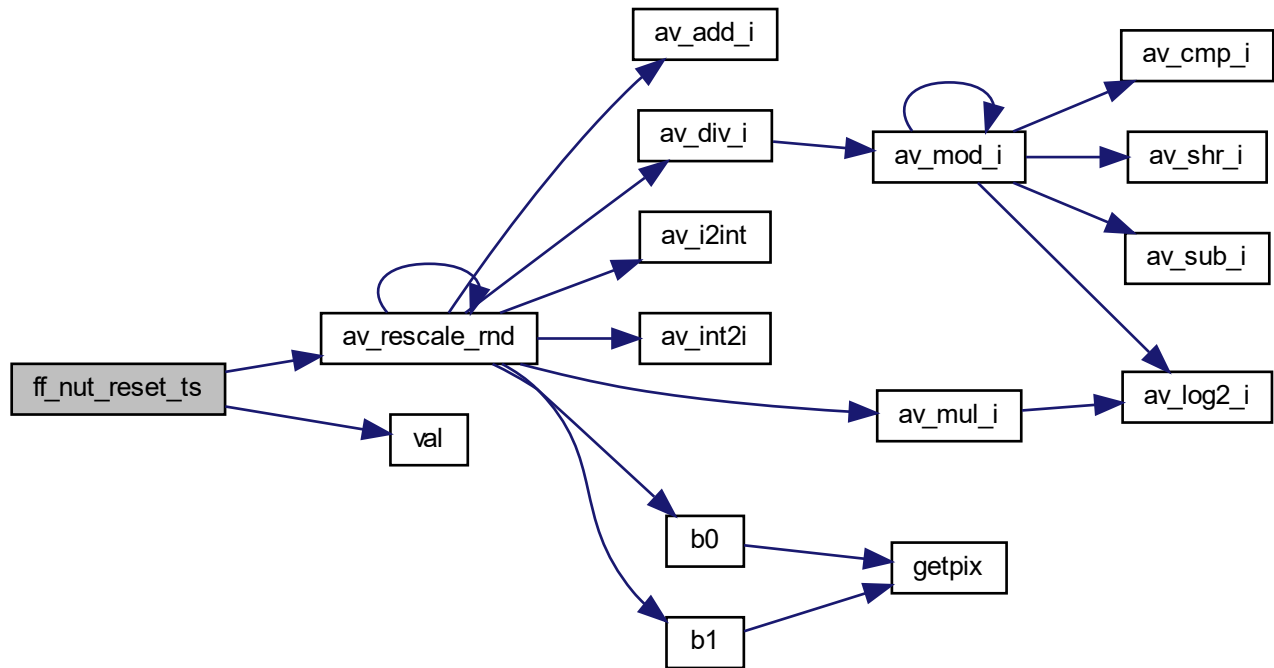 av_add_i
av_cmp_i
av_div_i
av_mod_i
av_shr_i
av_i2int
av_sub_i
av_rescale_rnd
av_int2i
ff_nut_reset_ts
av_log2_i
av_mul_i
val
b0
getpix
b1